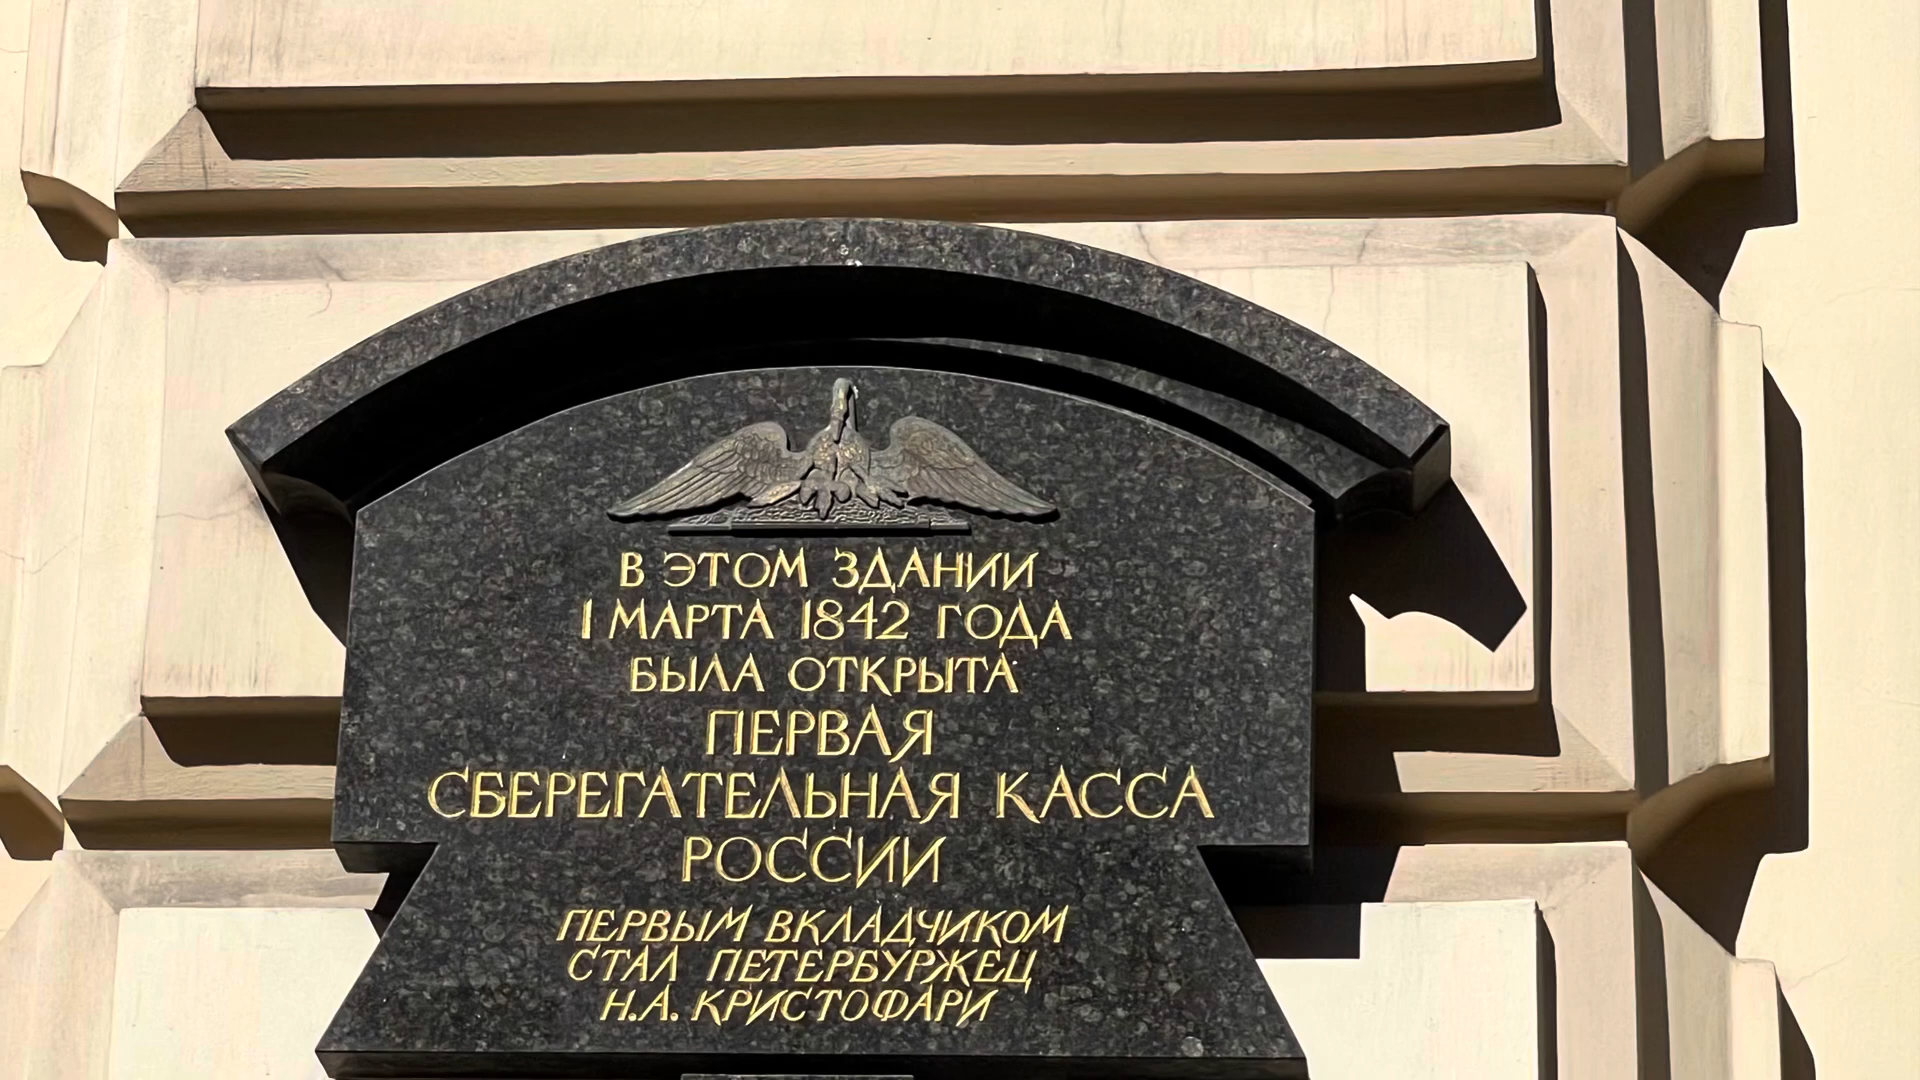 В ЭТОМ ЗДАНИИ
1 МАРТА 1842 ГОДА
БЫЛА ОТКРЫТА
ПЕРВАЯ
СБЕРЕГАТЕЛЬНАЯ КАССА
РОССИИ
ПЕРВЫМ ВКЛАДЧИКОМ
СТАЛ ПЕТЕРБУРЖЕЦ
Н.А. КРИСТОФАРИ